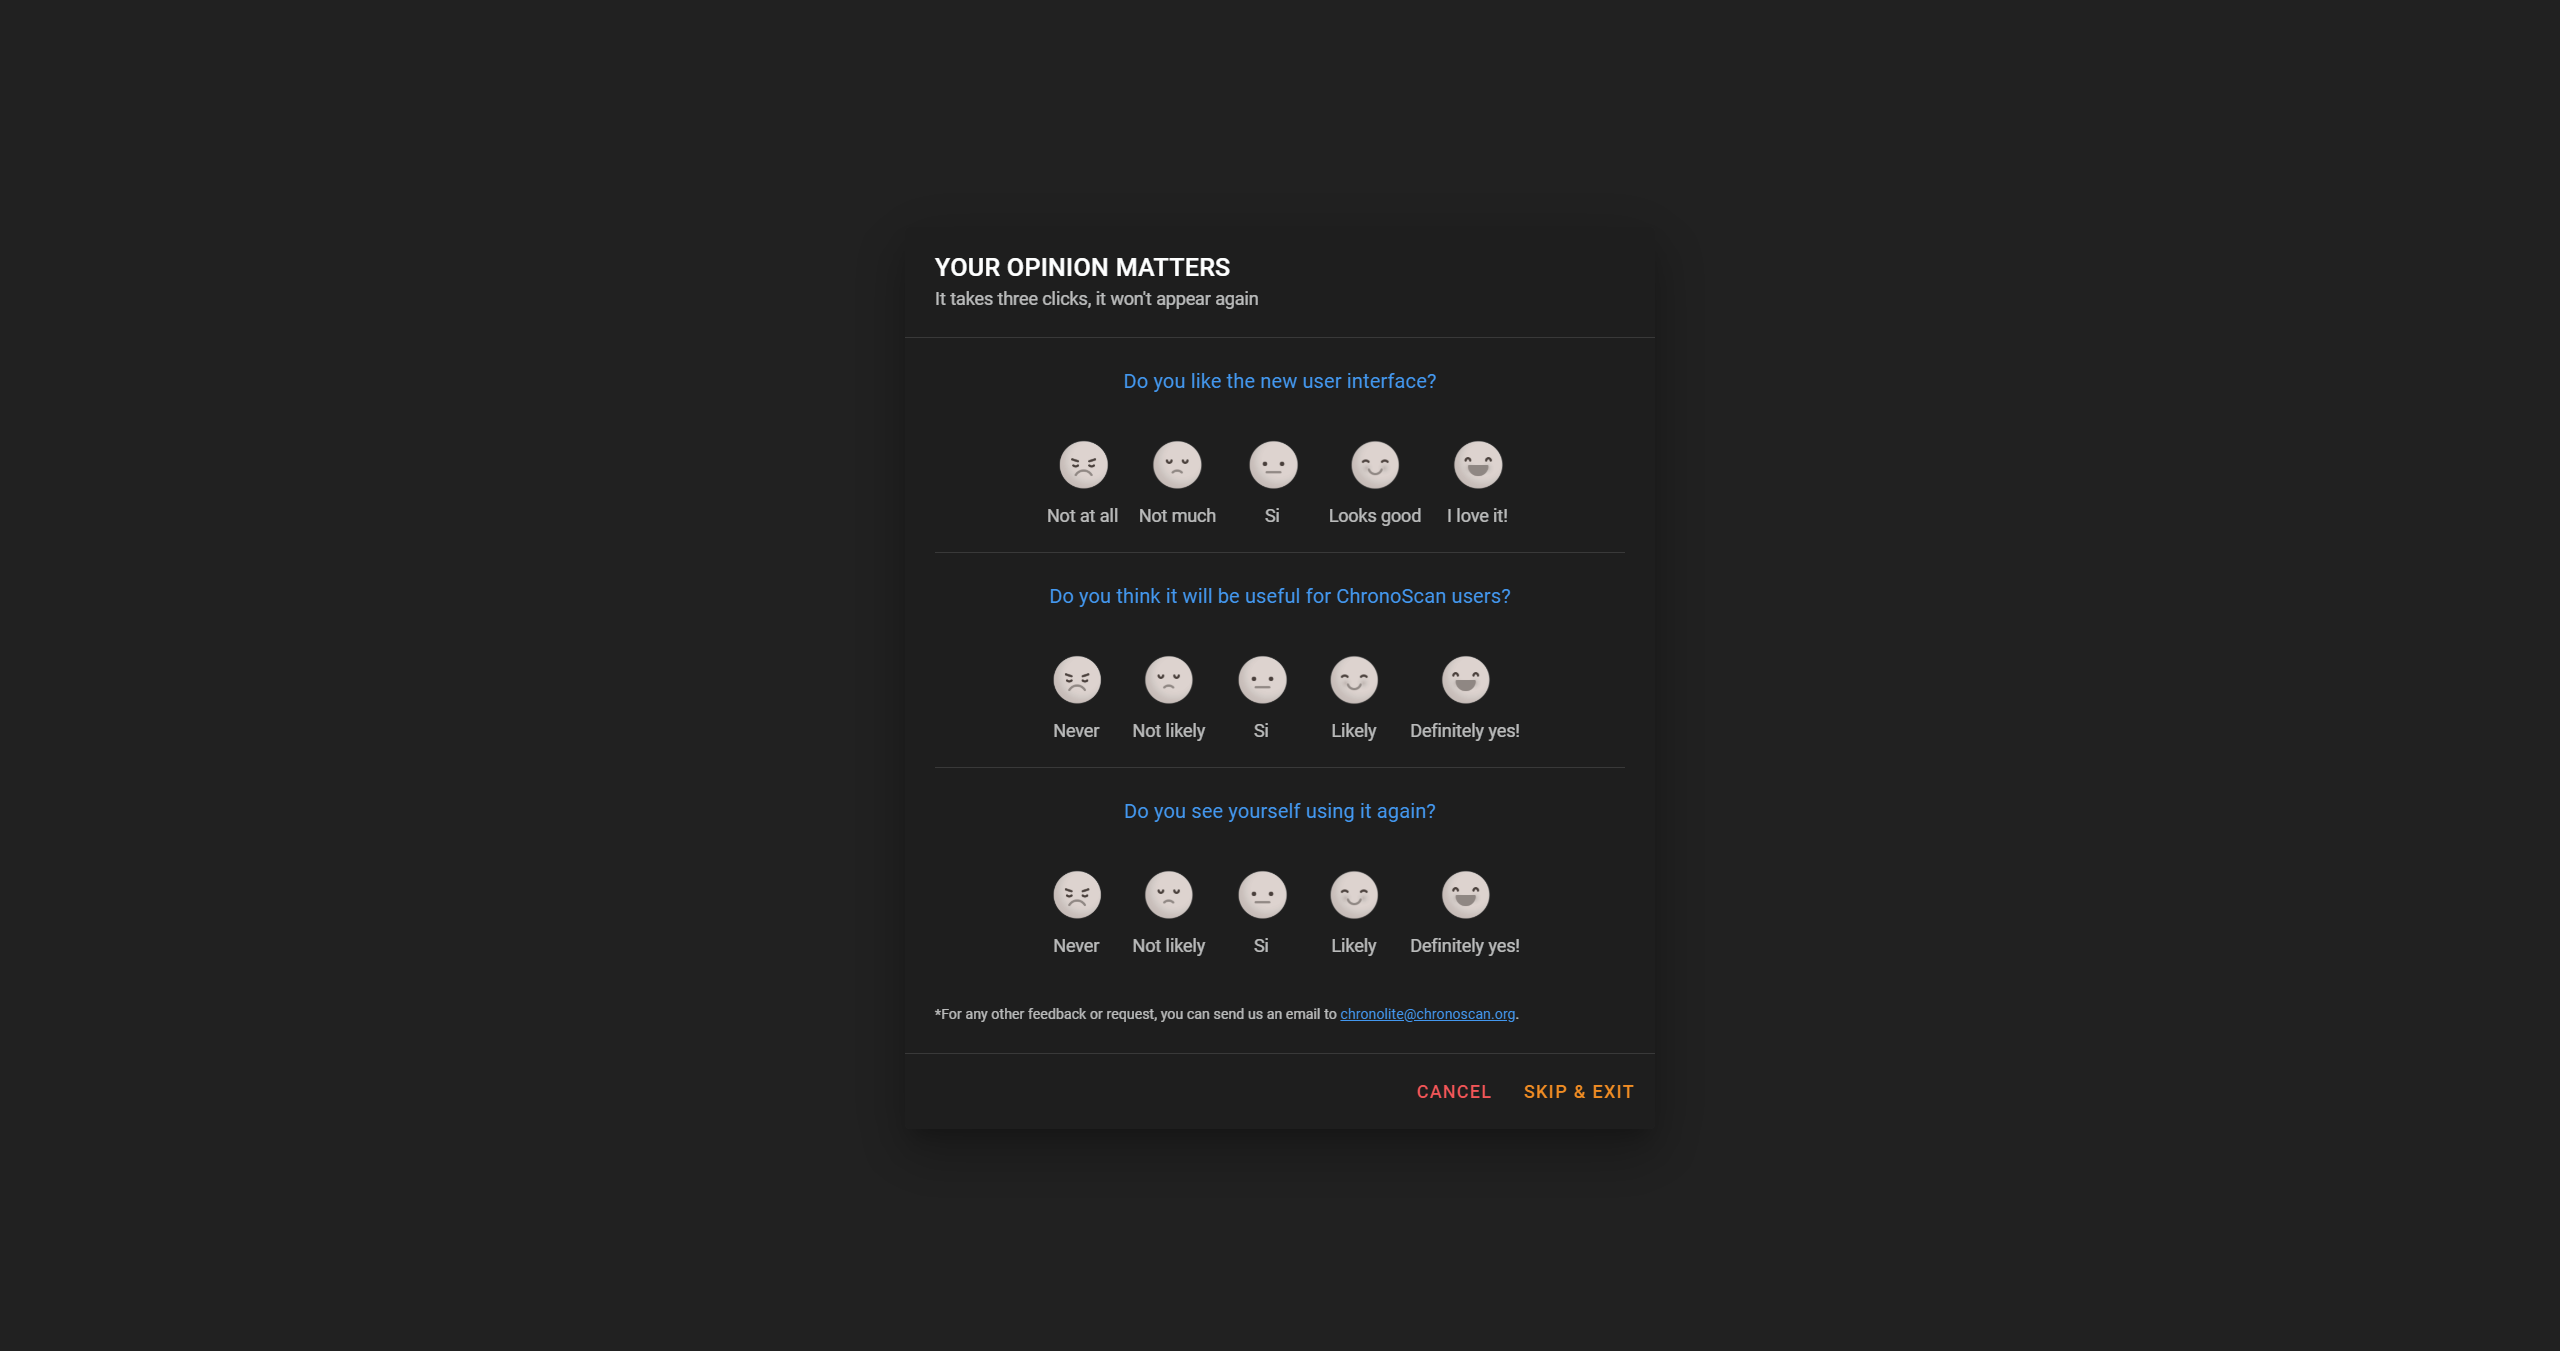 YOUR OPINION MATTERS
It takes three clicks, it won't appear again
Do you like the new user interface?
Not at all Not much Si Looks good I love it!
Do you think it will be useful for ChronoScan users?
Never Not likely Si Likely Definitely yes!
Do you see yourself using it again?
Never Not likely Si Likely Definitely yes!
*For any other feedback or request, you can send us an email to chronolite@chronoscan.org.
CANCEL SKIP & EXIT